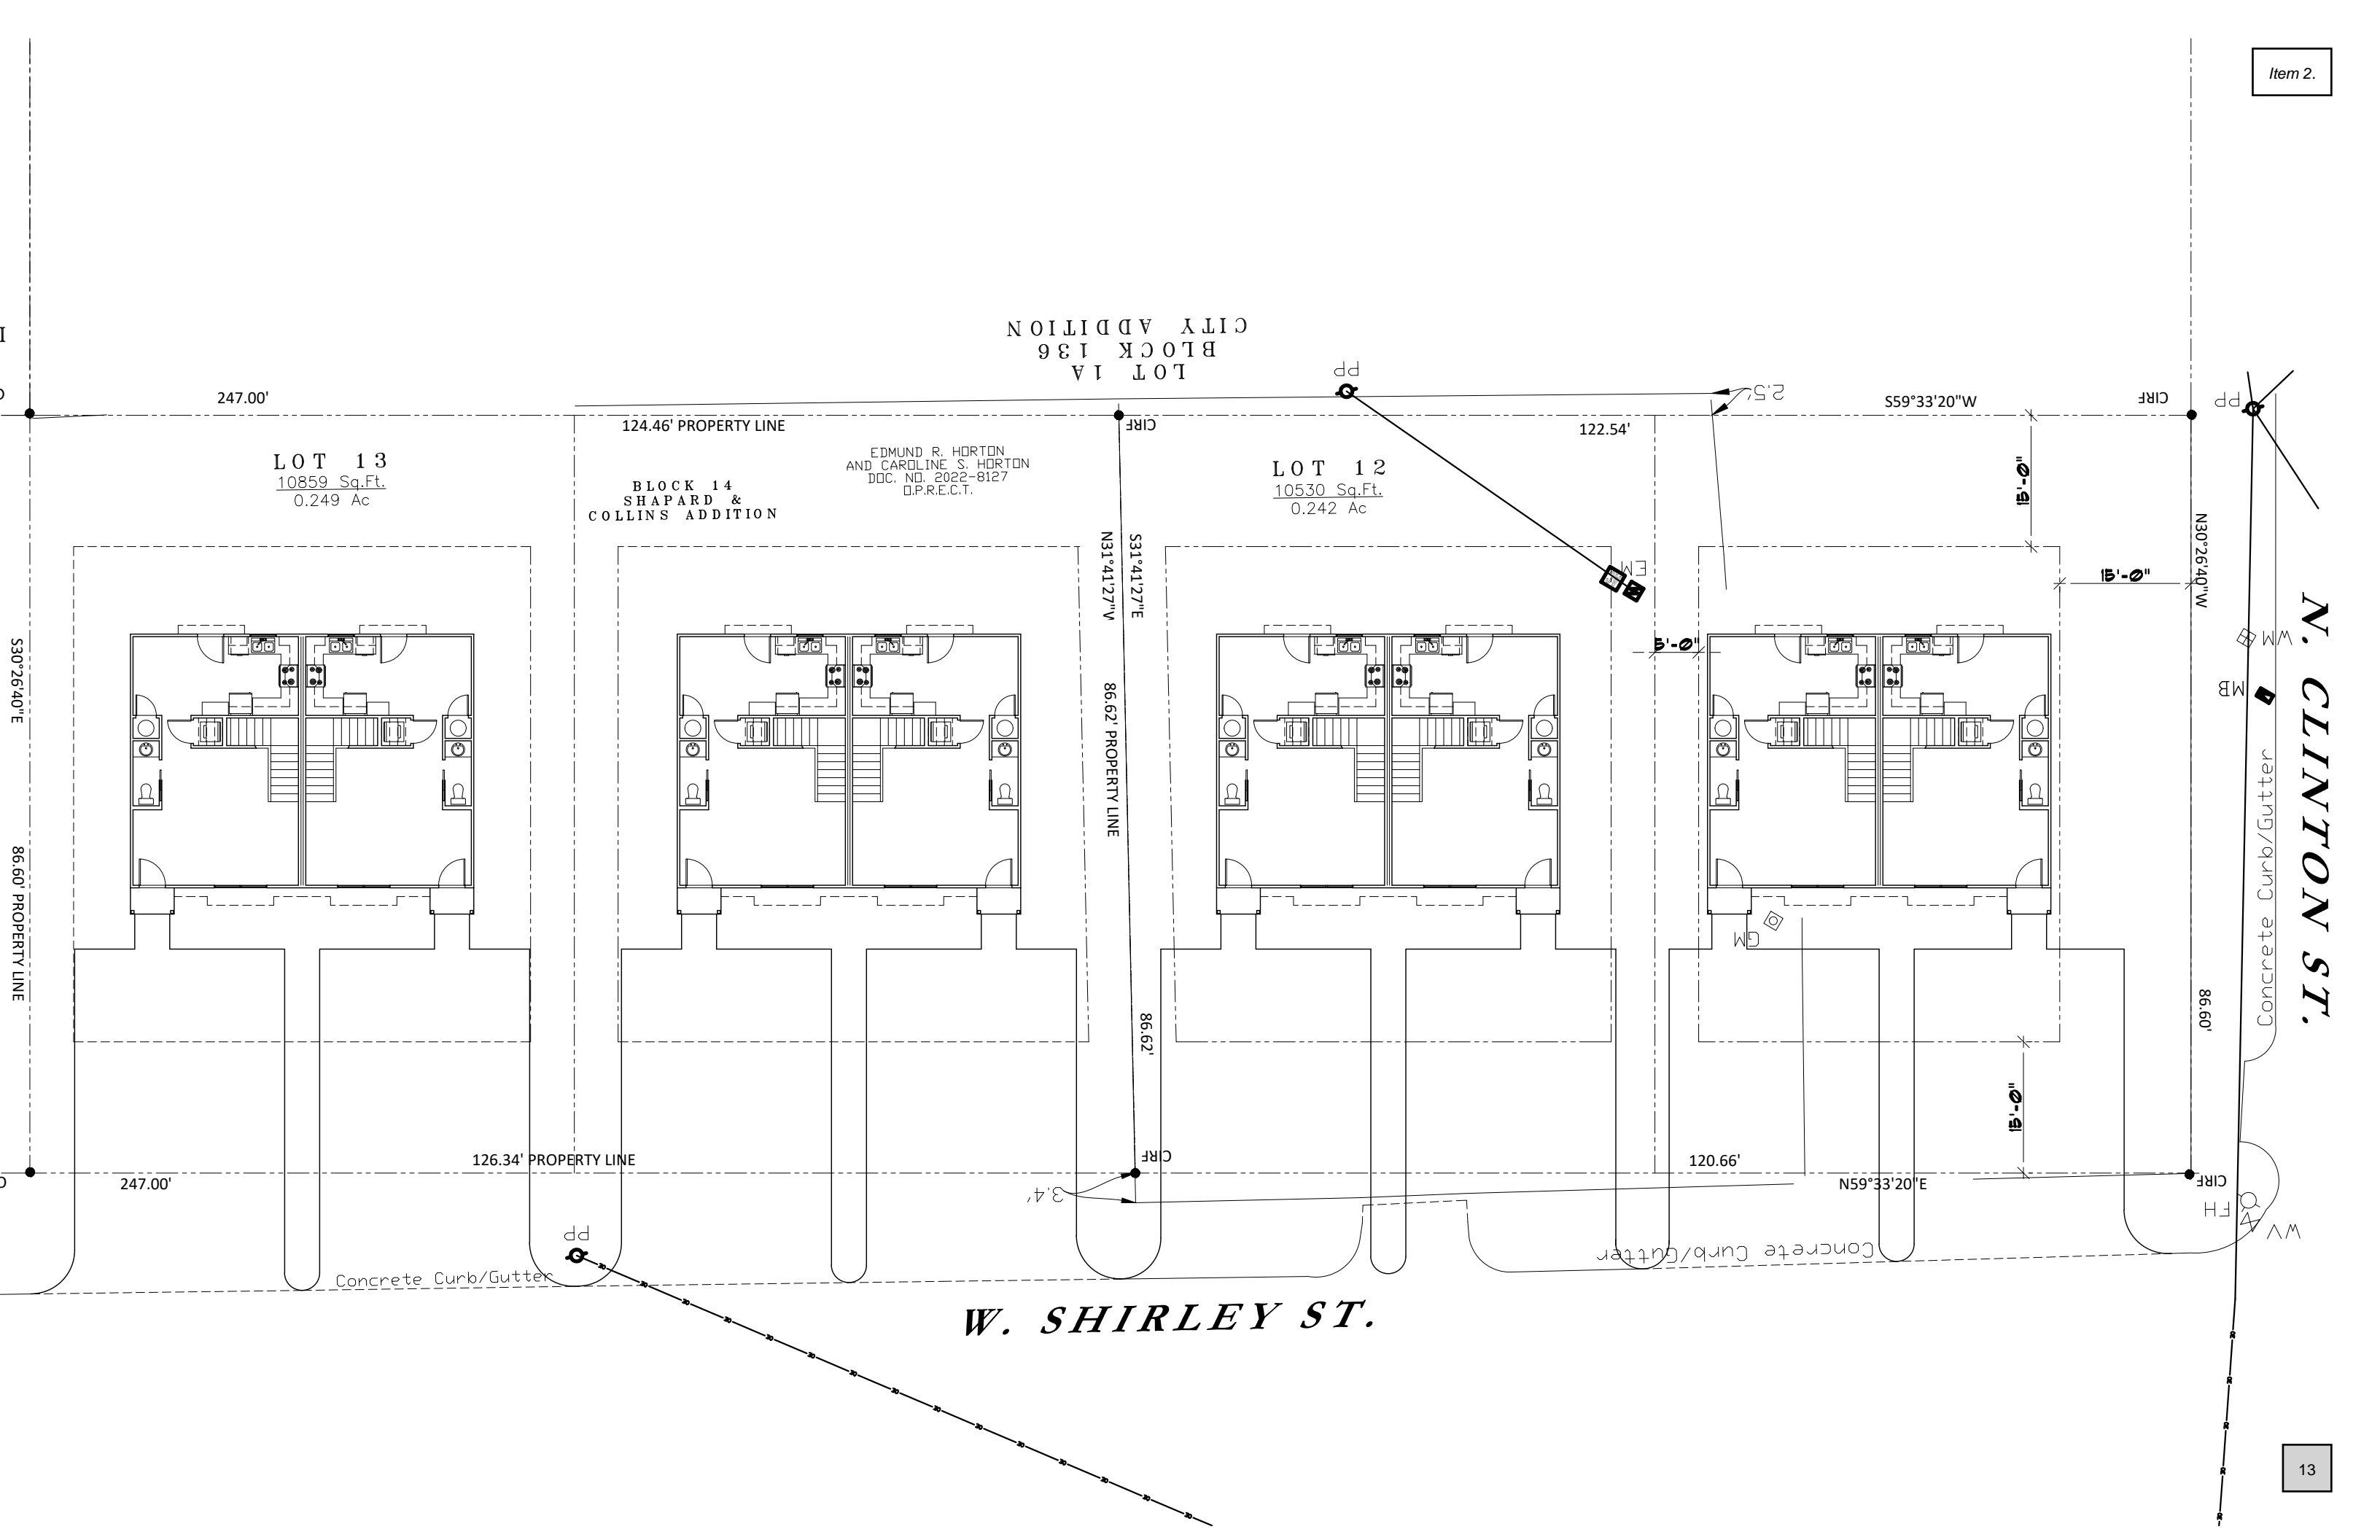 Item 2.
CITY ADDITION
BLOCK 136
LOT 1A
PP
2.5'
247.00'
124.46' PROPERTY LINE
CIRF
122.54'
S59°33'20"W
CIRF
PP
LOT 13
10859 Sq.Ft.
0.249 Ac
BLOCK 14
SHAPARD &
COLLINS ADDITION
EDMUND R. HORTON
AND CAROLINE S. HORTON
DOC. NO. 2022-8127
O.P.R.E.C.T.
LOT 12
10530 Sq.Ft.
0.242 Ac
15'-0"
15'-0"
N30°26'40"W
N31°41'27"W
S31°41'27"E
EM
5'-0"
WM
MB
N. CLINTON ST.
Concrete Curb/Gutter
S30°26'40"E
86.60' PROPERTY LINE
86.62' PROPERTY LINE
86.62'
GM
86.60'
15'-0"
126.34' PROPERTY LINE
247.00'
CIRF
3.4'
120.66'
N59°33'20"E
CIRF
FH
WV
PP
Concrete Curb/Gutter
Concrete Curb/Gutter
W. SHIRLEY ST.
13